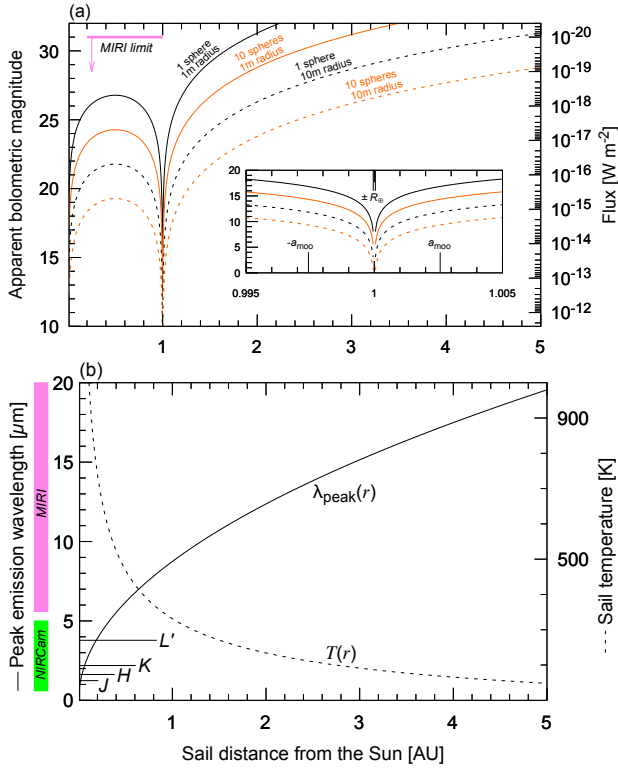 (a)
Apparent bolometric magnitude
30
25
20
15
10
MIRI limit
1 sphere
1m radius
10 spheres
1m radius
1 sphere
10m radius
10 spheres
10m radius
10⁻²⁰
10⁻¹⁹
10⁻¹⁸
10⁻¹⁷
10⁻¹⁶
10⁻¹⁵
10⁻¹⁴
10⁻¹³
10⁻¹²
Flux [W m⁻²]
20
15
10
5
0
± R⊕
-a_moo
a_moo
0.995
1
1.005
1
2
3
4
5
(b)
Peak emission wavelength [µm]
20
15
10
5
0
MIRI
NIRCam
λ_peak(r)
T(r)
L'
K
H
J
900
500
Sail temperature [K]
1
2
3
4
5
Sail distance from the Sun [AU]